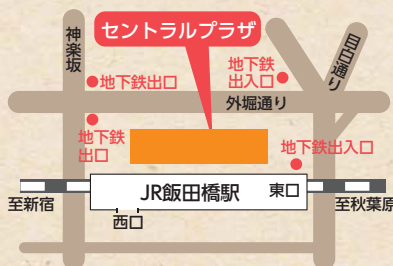 セントラルプラザ
神楽坂
目白通り
地下鉄出口
地下鉄
出入口
外堀通り
地下鉄
出口
地下鉄出入口
JR飯田橋駅
東口
西口
至新宿
至秋葉原